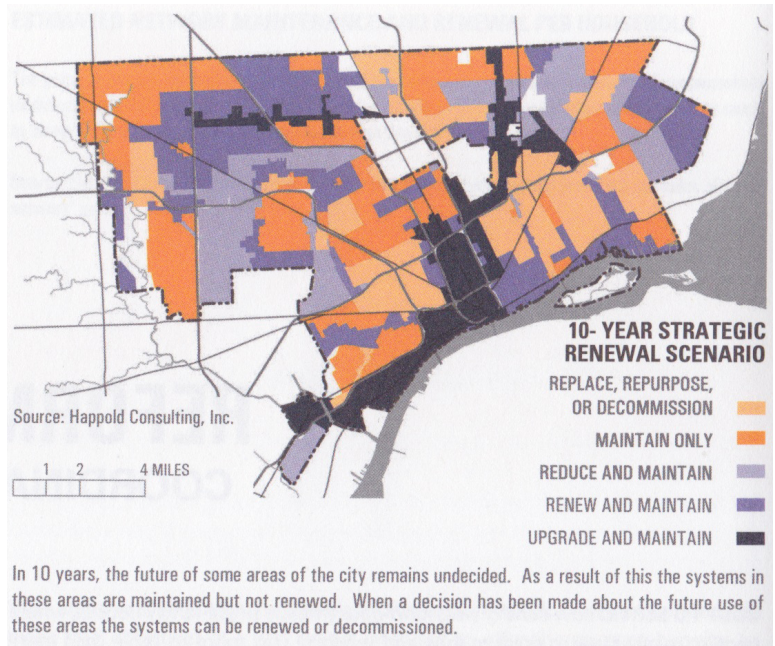 10- YEAR STRATEGIC
RENEWAL SCENARIO
REPLACE, REPURPOSE,
OR DECOMMISSION
MAINTAIN ONLY
REDUCE AND MAINTAIN
RENEW AND MAINTAIN
UPGRADE AND MAINTAIN
Source: Happold Consulting, Inc.
1 2 4 MILES
In 10 years, the future of some areas of the city remains undecided. As a result of this the systems in
these areas are maintained but not renewed. When a decision has been made about the future use of
these areas the systems can be renewed or decommissioned.